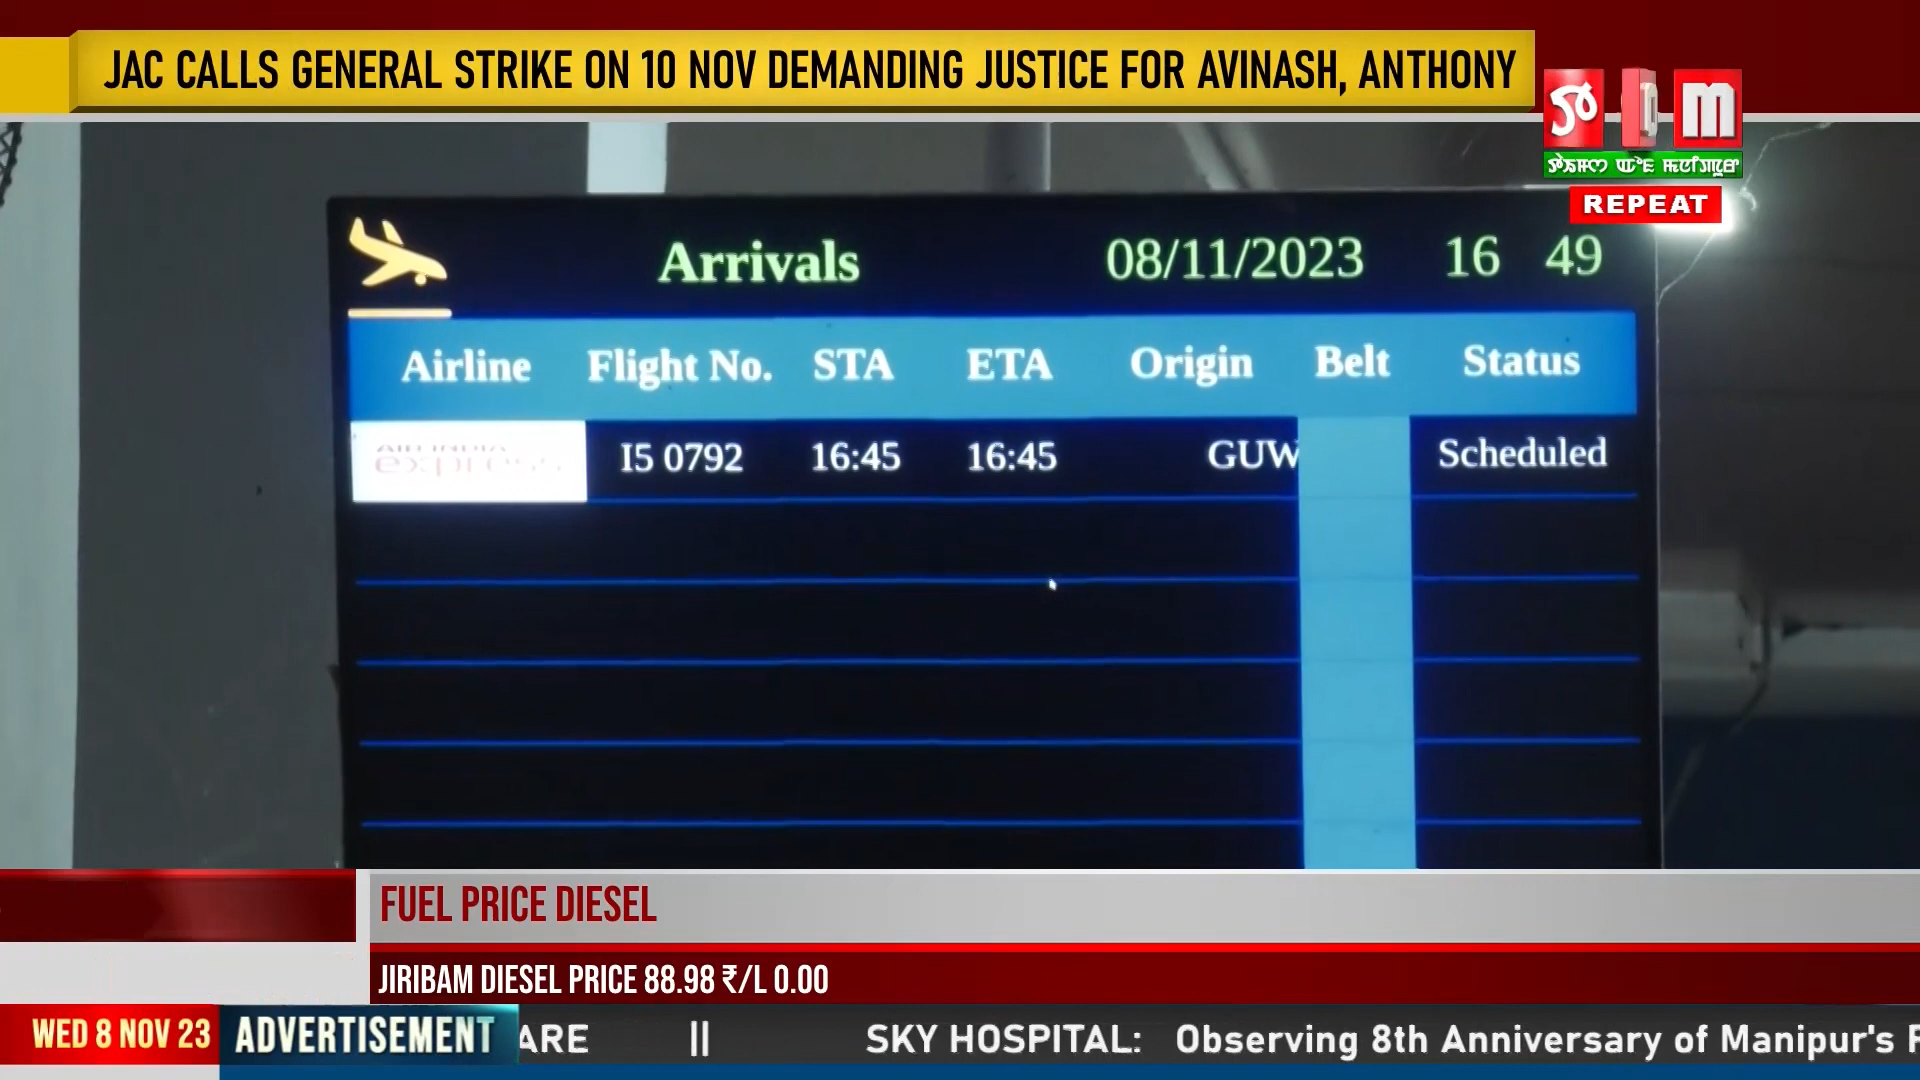 JAC CALLS GENERAL STRIKE ON 10 NOV DEMANDING JUSTICE FOR AVINASH, ANTHONY
REPEAT
Arrivals 08/11/2023 16 49
Airline Flight No. STA ETA Origin Belt Status
express I5 0792 16:45 16:45 GUW Scheduled
FUEL PRICE DIESEL
JIRIBAM DIESEL PRICE 88.98 ₹/L 0.00
WED 8 NOV 23 ADVERTISEMENT ARE || SKY HOSPITAL: Observing 8th Anniversary of Manipur's